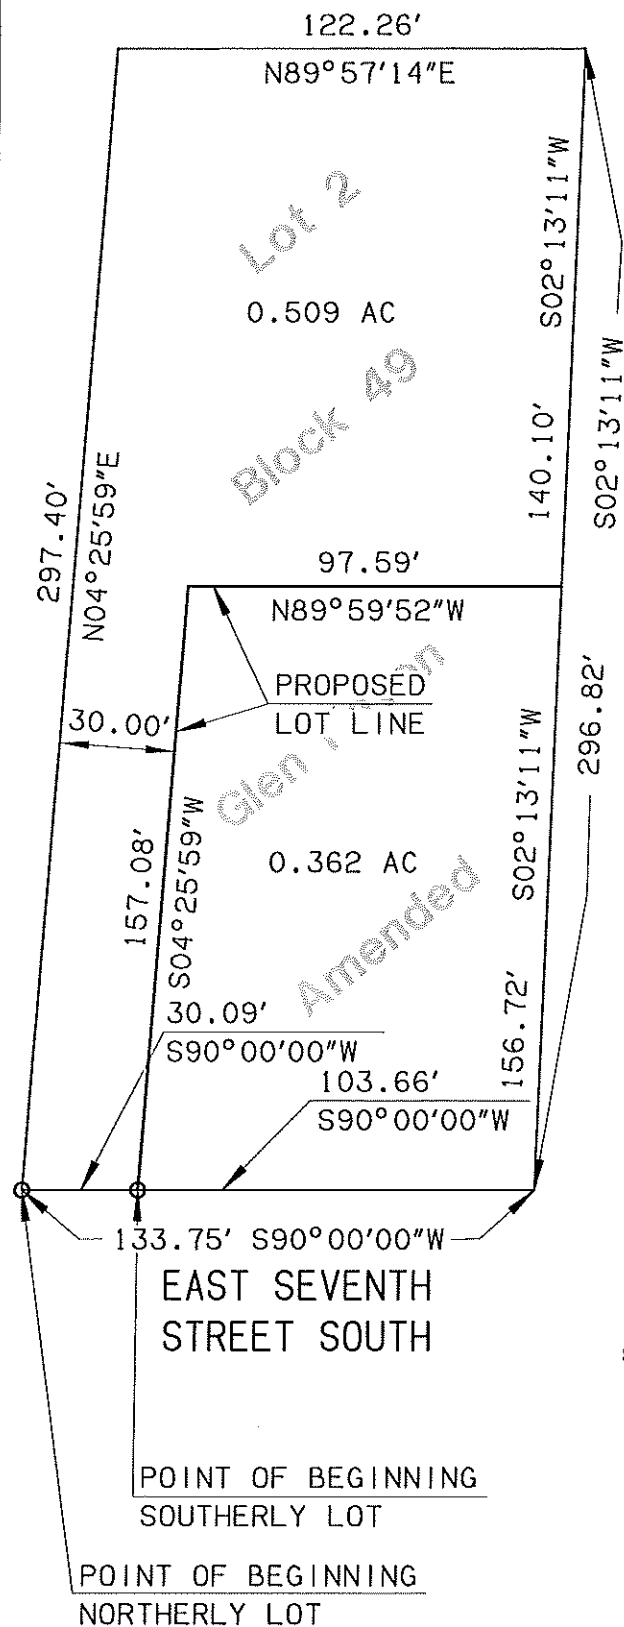 122.26'
N89°57'14"E
S02°13'11"W
Lot 2
0.509 AC
S02°13'11"W
Block 49
140.10'
297.40'
N04°25'59"E
97.59'
N89°59'52"W
PROPOSED
LOT LINE
30.00'
296.82'
S02°13'11"W
Glen
157.08'
S04°25'59"W
0.362 AC
Amended
30.09'
S90°00'00"W
156.72'
103.66'
S90°00'00"W
133.75' S90°00'00"W
EAST SEVENTH
STREET SOUTH
POINT OF BEGINNING
SOUTHERLY LOT
POINT OF BEGINNING
NORTHERLY LOT